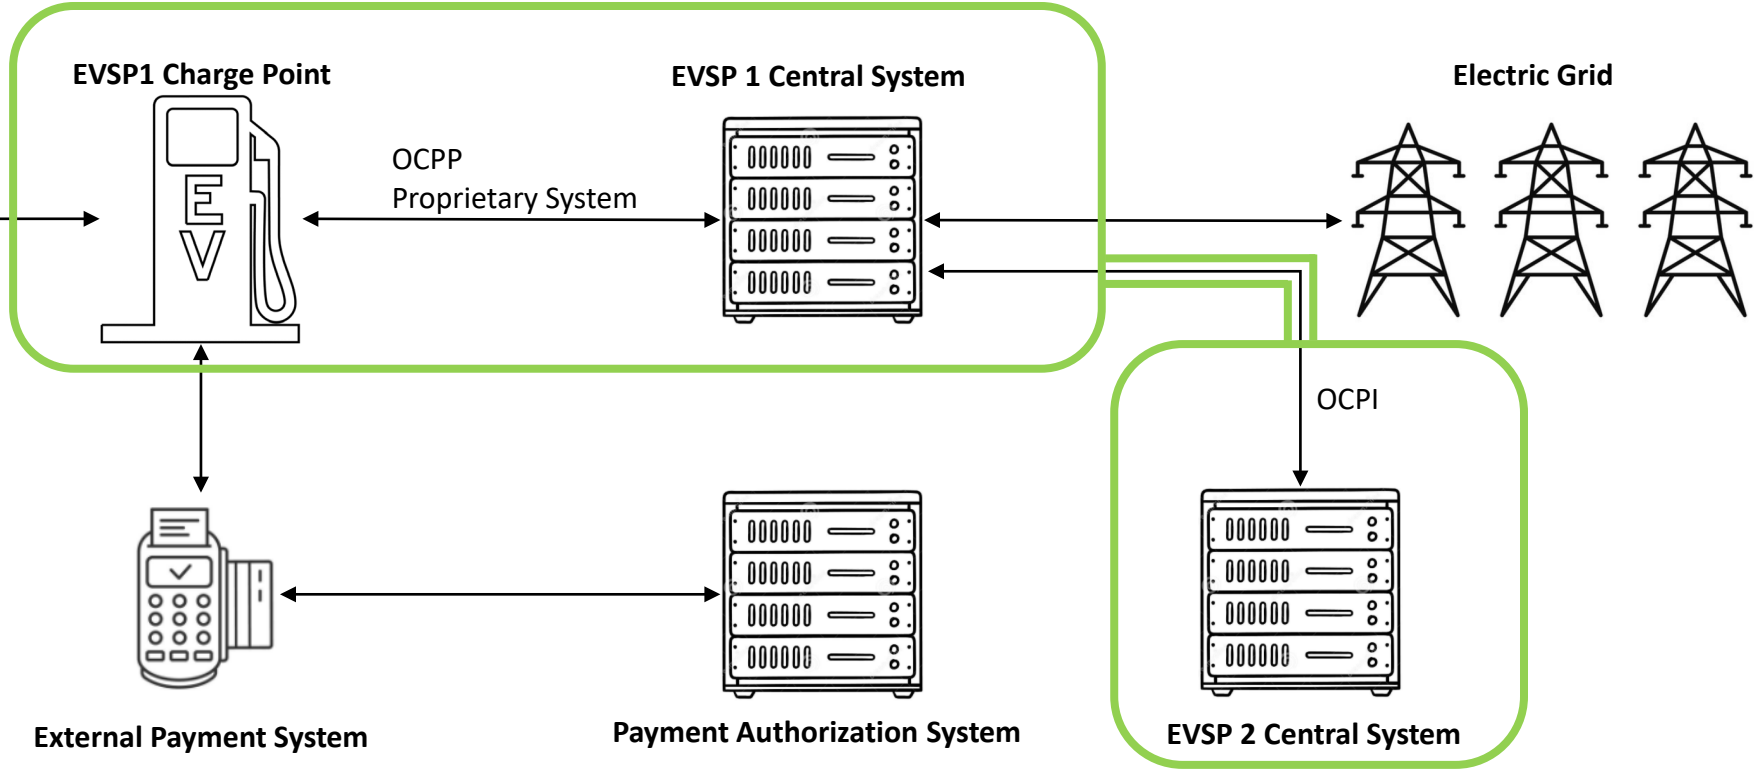 EVSP1 Charge Point
EVSP 1 Central System
Electric Grid
OCPP
Proprietary System
E
V
OCPI
External Payment System
Payment Authorization System
EVSP 2 Central System